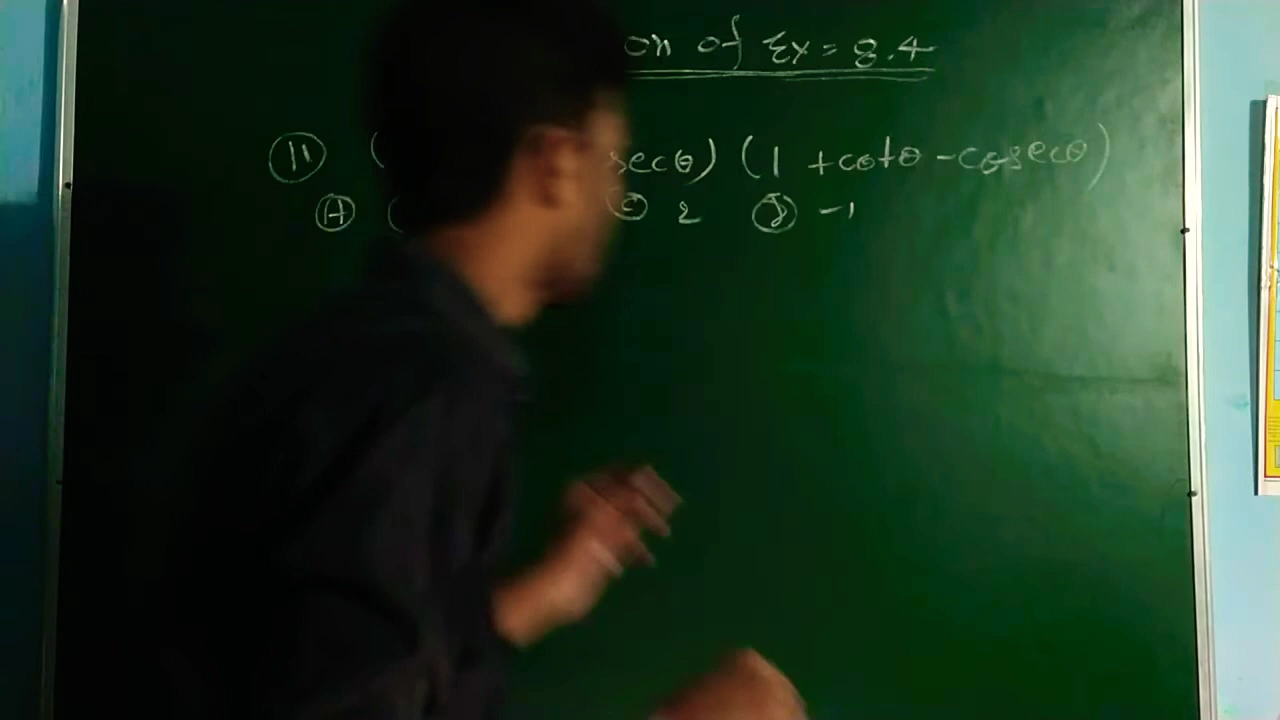 on of Ex = 8.4
11 ( secθ) (1 + cotθ - cosecθ)
A ( C 2 D -1